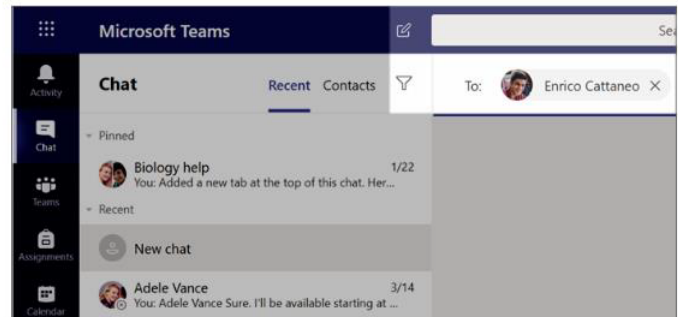 Microsoft Teams
Sea
Activity
Chat
Recent Contacts
To: Enrico Cattaneo
Chat
Pinned
Biology help 1/22
You: Added a new tab at the top of this chat. Her...
Teams
Recent
New chat
Assignments
Adele Vance 3/14
You: Adele Vance Sure. I'll be available starting at ...
Calendar